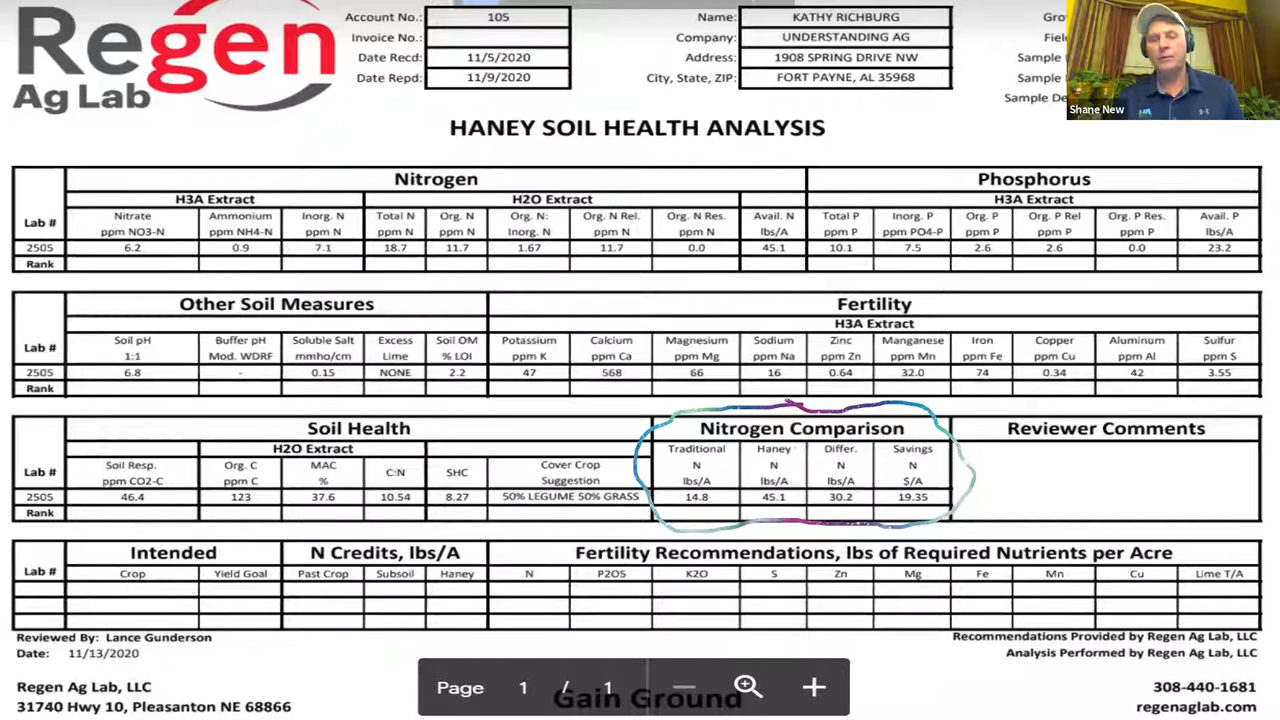 Regen
Ag Lab
Account No.: 105
Invoice No.:
Date Recd: 11/5/2020
Date Repd: 11/9/2020
Name: KATHY RICHBURG
Company: UNDERSTANDING AG
Address: 1908 SPRING DRIVE NW
City, State, ZIP: FORT PAYNE, AL 35968
Sample
Sample De
Shane New
HANEY SOIL HEALTH ANALYSIS
Nitrogen Phosphorus
H3A Extract H2O Extract H3A Extract
Lab # Nitrate Ammonium Inorg. N Total N Org. N Org. N: Org. N Rel. Org. N Res. Avail. N Total P Inorg. P Org. P Org. P Rel Org. P Res. Avail. P
ppm NO3-N ppm NH4-N ppm N ppm N ppm N Inorg. N ppm N ppm N lbs/A ppm P ppm PO4-P ppm P ppm P ppm P lbs/A
2505 6.2 0.9 7.1 18.7 11.7 1.67 11.7 0.0 45.1 10.1 7.5 2.6 2.6 0.0 23.2
Rank
Other Soil Measures Fertility
H3A Extract
Lab # Soil pH Buffer pH Soluble Salt Excess Soil OM Potassium Calcium Magnesium Sodium Zinc Manganese Iron Copper Aluminum Sulfur
1:1 Mod. WDRF mmho/cm Lime % LOI ppm K ppm Ca ppm Mg ppm Na ppm Zn ppm Mn ppm Fe ppm Cu ppm Al ppm S
2505 6.8 - 0.15 NONE 2.2 47 568 66 16 0.64 32.0 74 0.34 42 3.55
Rank
Soil Health Nitrogen Comparison Reviewer Comments
H2O Extract
Lab # Soil Resp. Org. C MAC C:N SHC Cover Crop Traditional Haney Differ. Savings
ppm CO2-C ppm C % Suggestion N N N N
lbs/A lbs/A lbs/A $/A
2505 46.4 123 37.6 10.54 8.27 50% LEGUME 50% GRASS 14.8 45.1 30.2 19.35
Rank
Intended N Credits, lbs/A Fertility Recommendations, lbs of Required Nutrients per Acre
Lab # Crop Yield Goal Past Crop Subsoil Haney N P2O5 K2O S Zn Mg Fe Mn Cu Lime T/A
Reviewed By: Lance Gunderson
Date: 11/13/2020
Recommendations Provided by Regen Ag Lab, LLC
Analysis Performed by Regen Ag Lab, LLC
Regen Ag Lab, LLC
31740 Hwy 10, Pleasanton NE 68866
Page 1 / 1
Gain Ground
308-440-1681
regenaglab.com